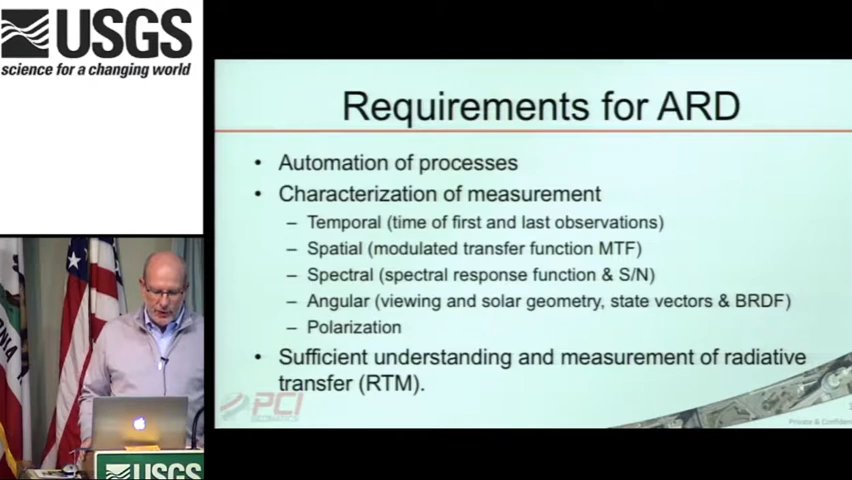 USGS
science for a changing world
Requirements for ARD
• Automation of processes
• Characterization of measurement
– Temporal (time of first and last observations)
– Spatial (modulated transfer function MTF)
– Spectral (spectral response function & S/N)
– Angular (viewing and solar geometry, state vectors & BRDF)
– Polarization
• Sufficient understanding and measurement of radiative
transfer (RTM).
PCI
GEOMATICS
USGS